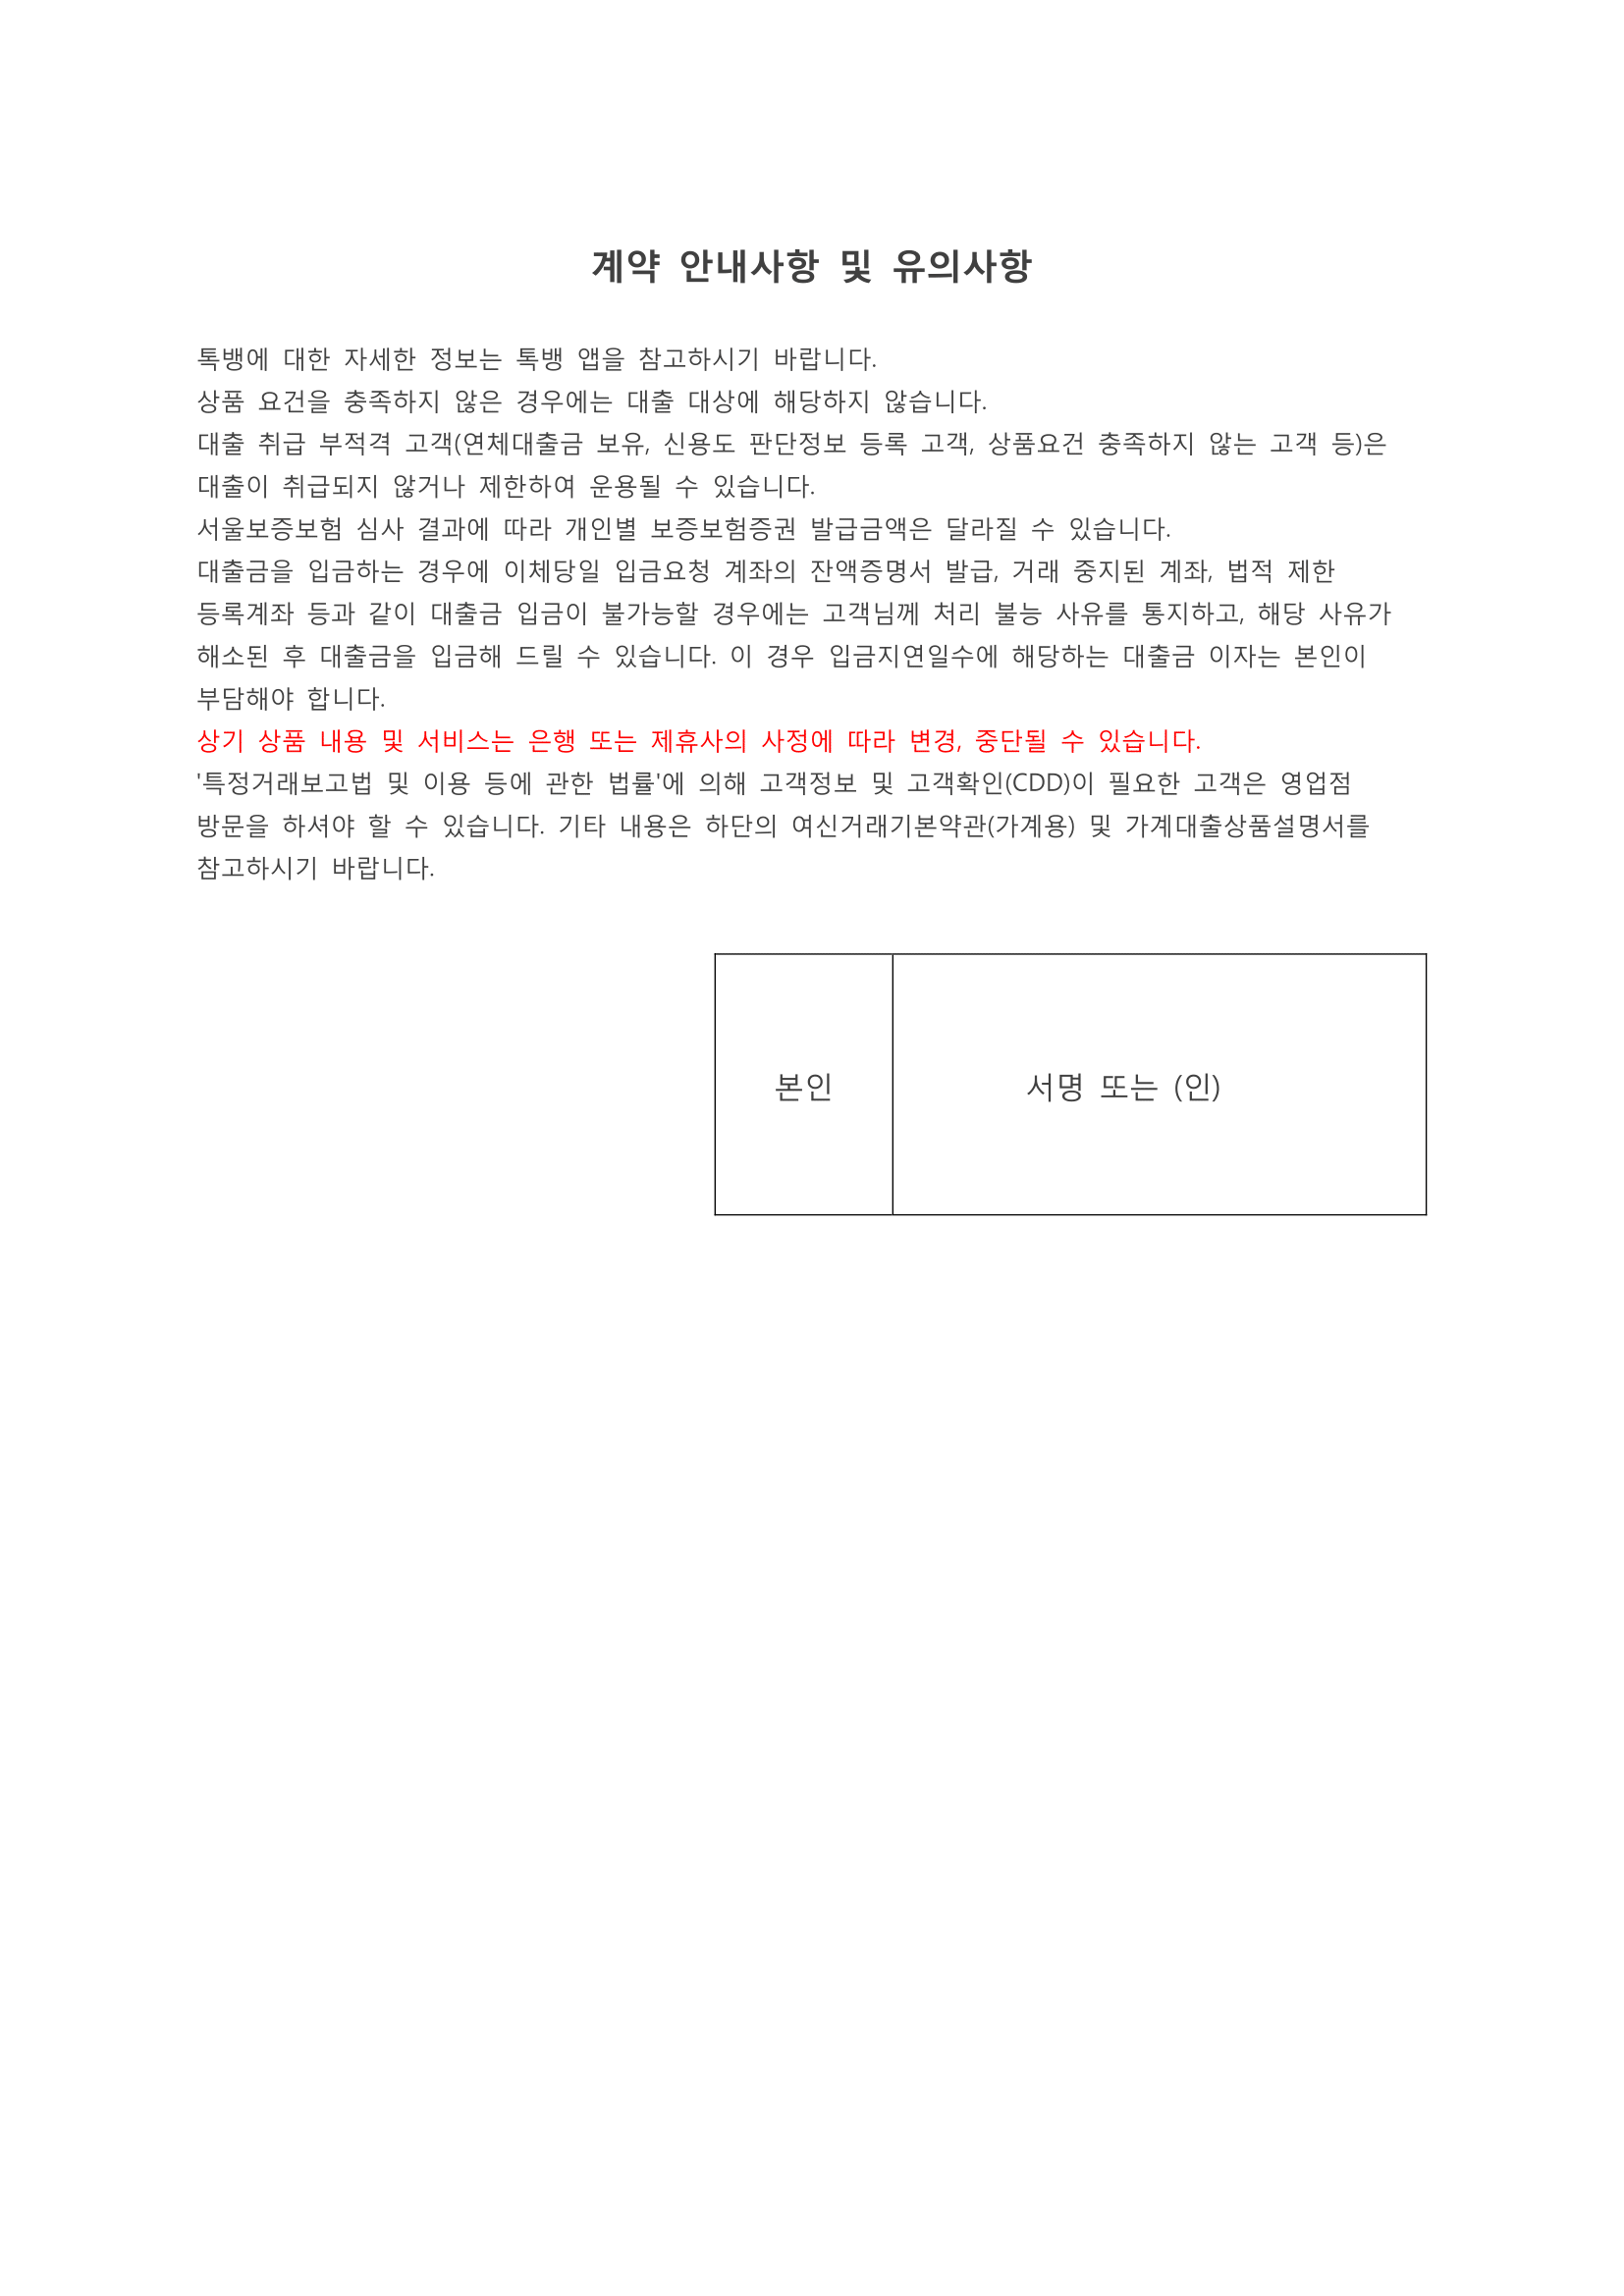 계약 안내사항 및 유의사항
톡뱅에 대한 자세한 정보는 톡뱅 앱을 참고하시기 바랍니다.
상품 요건을 충족하지 않은 경우에는 대출 대상에 해당하지 않습니다.
대출 취급 부적격 고객(연체대출금 보유, 신용도 판단정보 등록 고객, 상품요건 충족하지 않는 고객 등)은
대출이 취급되지 않거나 제한하여 운용될 수 있습니다.
서울보증보험 심사 결과에 따라 개인별 보증보험증권 발급금액은 달라질 수 있습니다.
대출금을 입금하는 경우에 이체당일 입금요청 계좌의 잔액증명서 발급, 거래 중지된 계좌, 법적 제한
등록계좌 등과 같이 대출금 입금이 불가능할 경우에는 고객님께 처리 불능 사유를 통지하고, 해당 사유가
해소된 후 대출금을 입금해 드릴 수 있습니다. 이 경우 입금지연일수에 해당하는 대출금 이자는 본인이
부담해야 합니다.
상기 상품 내용 및 서비스는 은행 또는 제휴사의 사정에 따라 변경, 중단될 수 있습니다.
'특정거래보고법 및 이용 등에 관한 법률'에 의해 고객정보 및 고객확인(CDD)이 필요한 고객은 영업점
방문을 하셔야 할 수 있습니다. 기타 내용은 하단의 여신거래기본약관(가계용) 및 가계대출상품설명서를
참고하시기 바랍니다.
본인 서명 또는 (인)